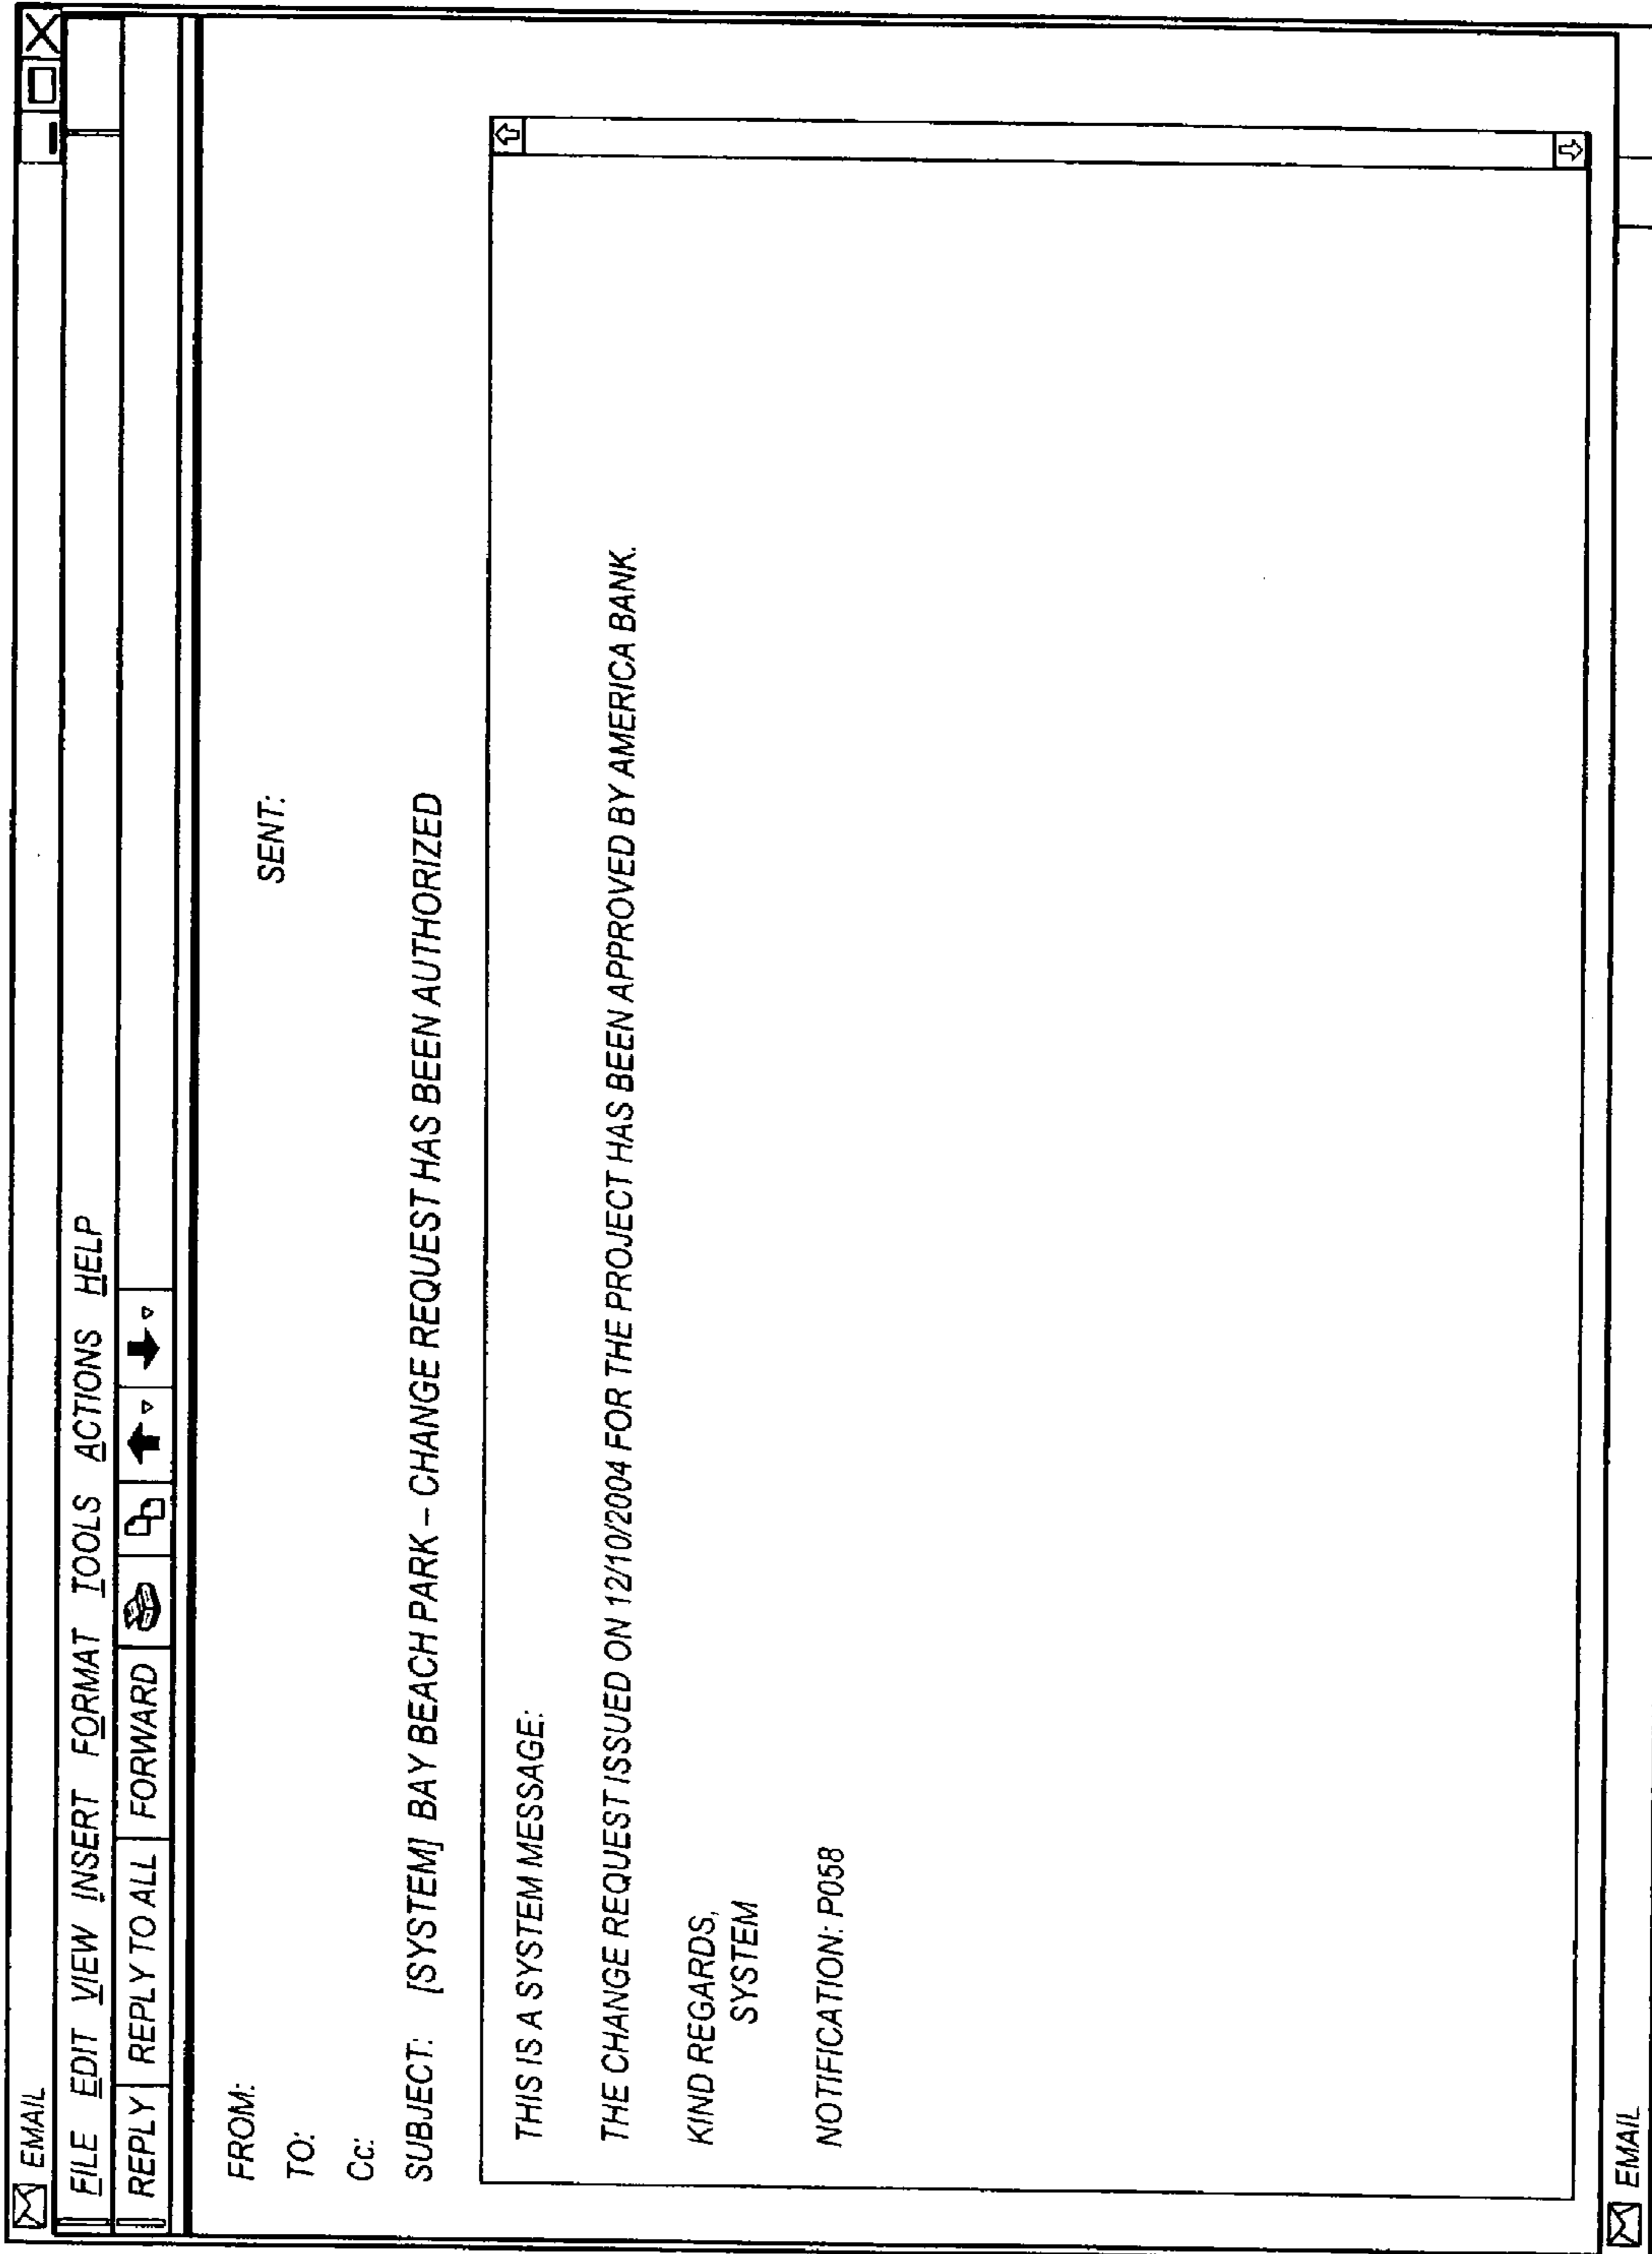 EMAIL
FILE EDIT VIEW INSERT FORMAT TOOLS ACTIONS HELP
REPLY REPLY TO ALL FORWARD
FROM: SENT:
TO:
Cc:
SUBJECT: [SYSTEM] BAY BEACH PARK – CHANGE REQUEST HAS BEEN AUTHORIZED
THIS IS A SYSTEM MESSAGE:
THE CHANGE REQUEST ISSUED ON 12/10/2004 FOR THE PROJECT HAS BEEN APPROVED BY AMERICA BANK.
KIND REGARDS,
SYSTEM
NOTIFICATION: P058
EMAIL